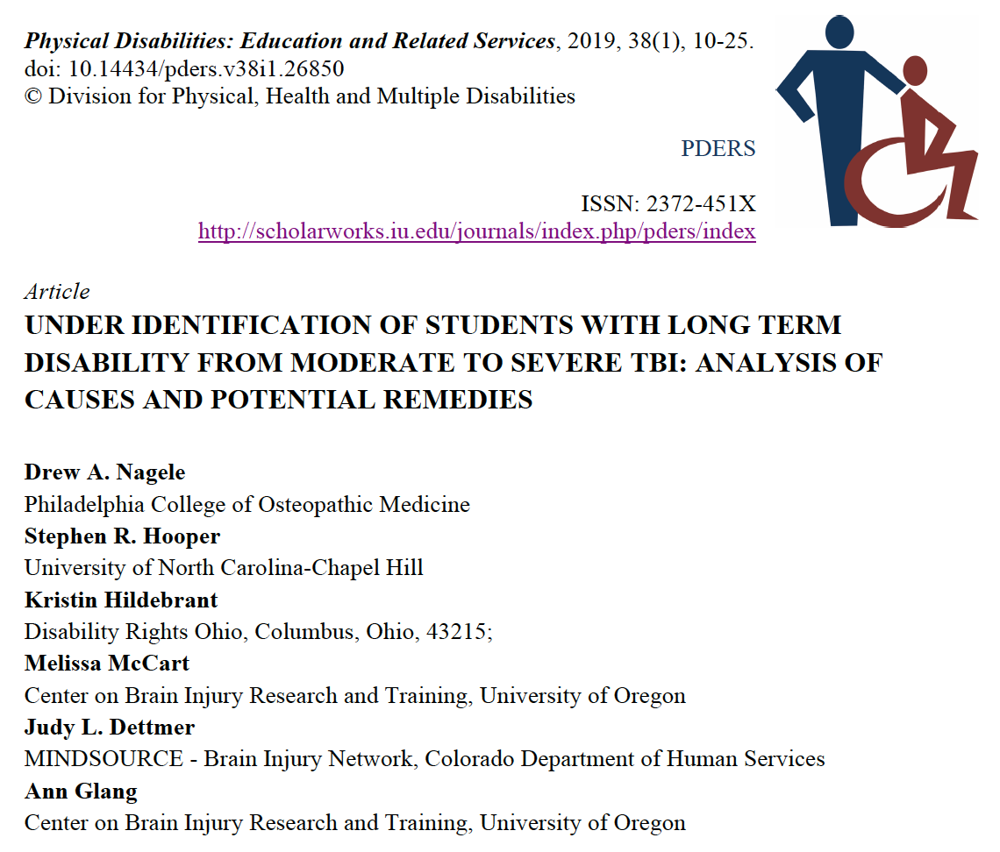 Physical Disabilities: Education and Related Services, 2019, 38(1), 10-25.
doi: 10.14434/pders.v38i1.26850
© Division for Physical, Health and Multiple Disabilities
PDERS
ISSN: 2372-451X
http://scholarworks.iu.edu/journals/index.php/pders/index
Article
UNDER IDENTIFICATION OF STUDENTS WITH LONG TERM
DISABILITY FROM MODERATE TO SEVERE TBI: ANALYSIS OF
CAUSES AND POTENTIAL REMEDIES
Drew A. Nagele
Philadelphia College of Osteopathic Medicine
Stephen R. Hooper
University of North Carolina-Chapel Hill
Kristin Hildebrant
Disability Rights Ohio, Columbus, Ohio, 43215;
Melissa McCart
Center on Brain Injury Research and Training, University of Oregon
Judy L. Dettmer
MINDSOURCE - Brain Injury Network, Colorado Department of Human Services
Ann Glang
Center on Brain Injury Research and Training, University of Oregon